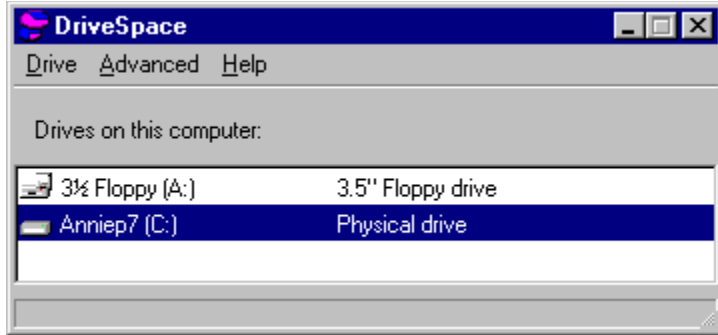 DriveSpace
Drive Advanced Help
Drives on this computer:
3½ Floppy (A:) 3.5" Floppy drive
Anniep7 (C:) Physical drive